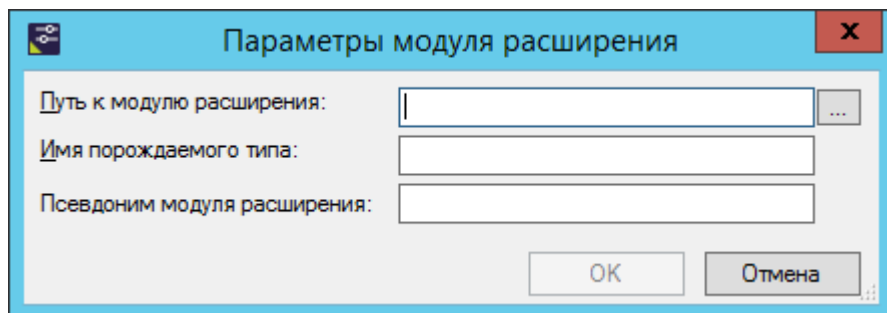 Параметры модуля расширения
x
Путь к модулю расширения:
...
Имя порождаемого типа:
Псевдоним модуля расширения:
OK
Отмена